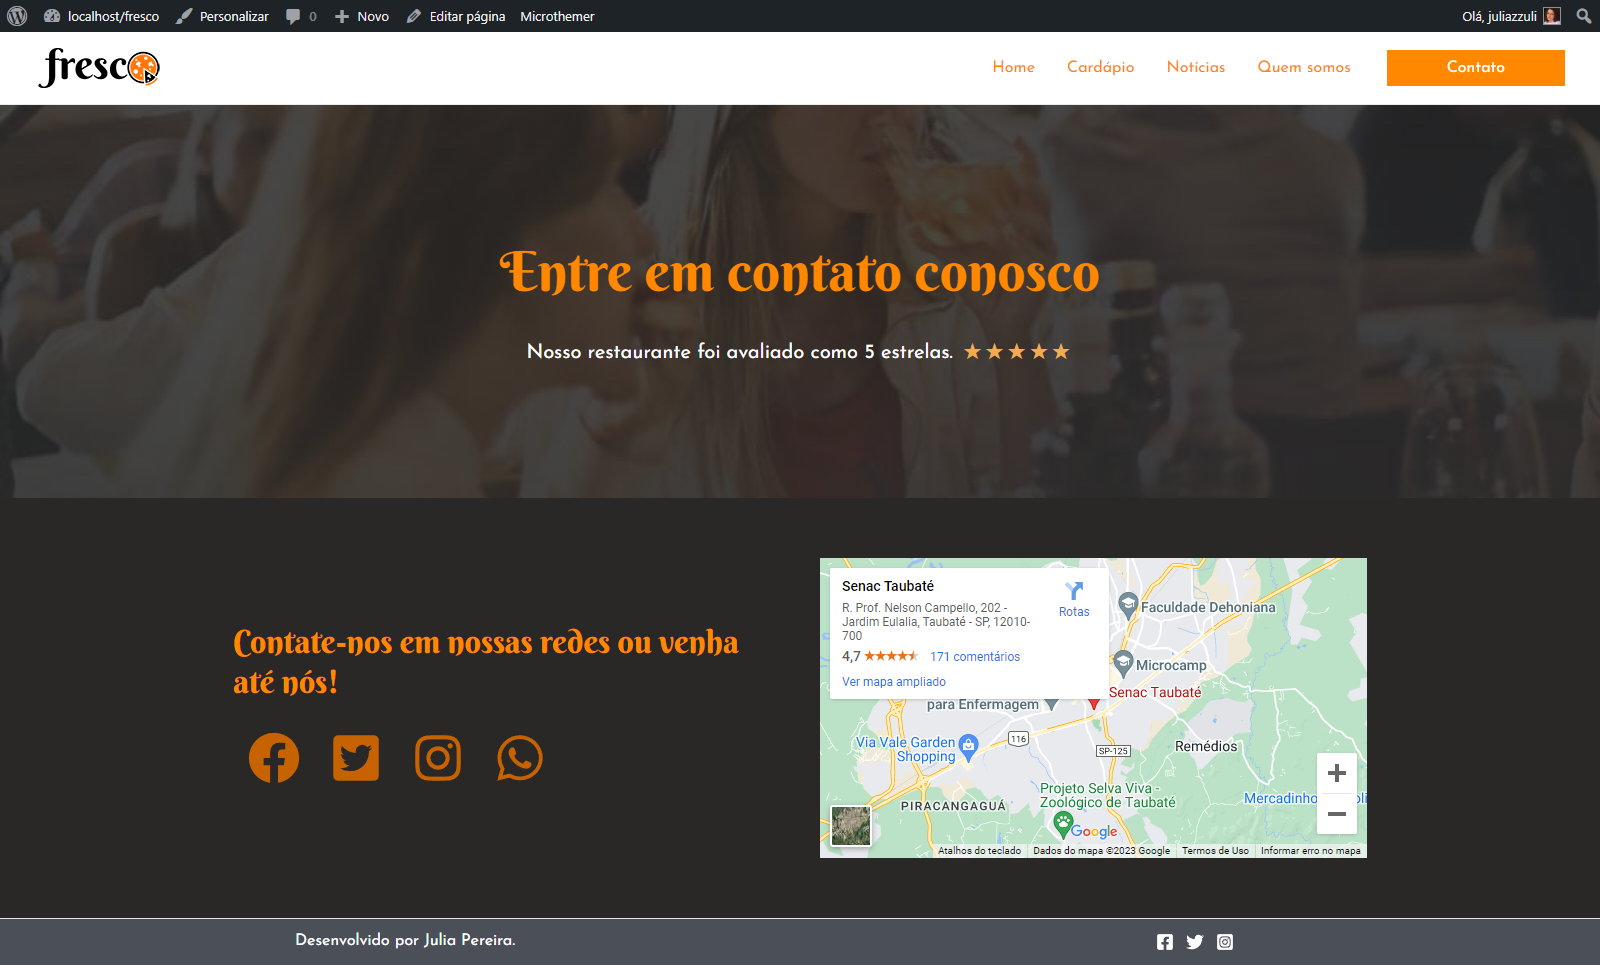 localhost/fresco Personalizar 0 Novo Editar página Microthemer Olá, juliazzuli
fresco Home Cardápio Notícias Quem somos Contato
Entre em contato conosco
Nosso restaurante foi avaliado como 5 estrelas. ★★★★★
Contate-nos em nossas redes ou venha
até nós!
Senac Taubaté
R. Prof. Nelson Campello, 202 -
Jardim Eulalia, Taubaté - SP, 12010-
700
4,7 171 comentários
Ver mapa ampliado
Rotas
Faculdade Dehoniana
Microcamp
Senac Taubaté
para Enfermagem
116
SP-125
Via Vale Garden
Shopping
Remédios
Projeto Selva Viva -
Zoológico de Taubaté
PIRACANGAGUÁ
Mercadinho
Google
Atalhos do teclado Dados do mapa ©2023 Google Termos de Uso Informar erro no mapa
Desenvolvido por Julia Pereira.